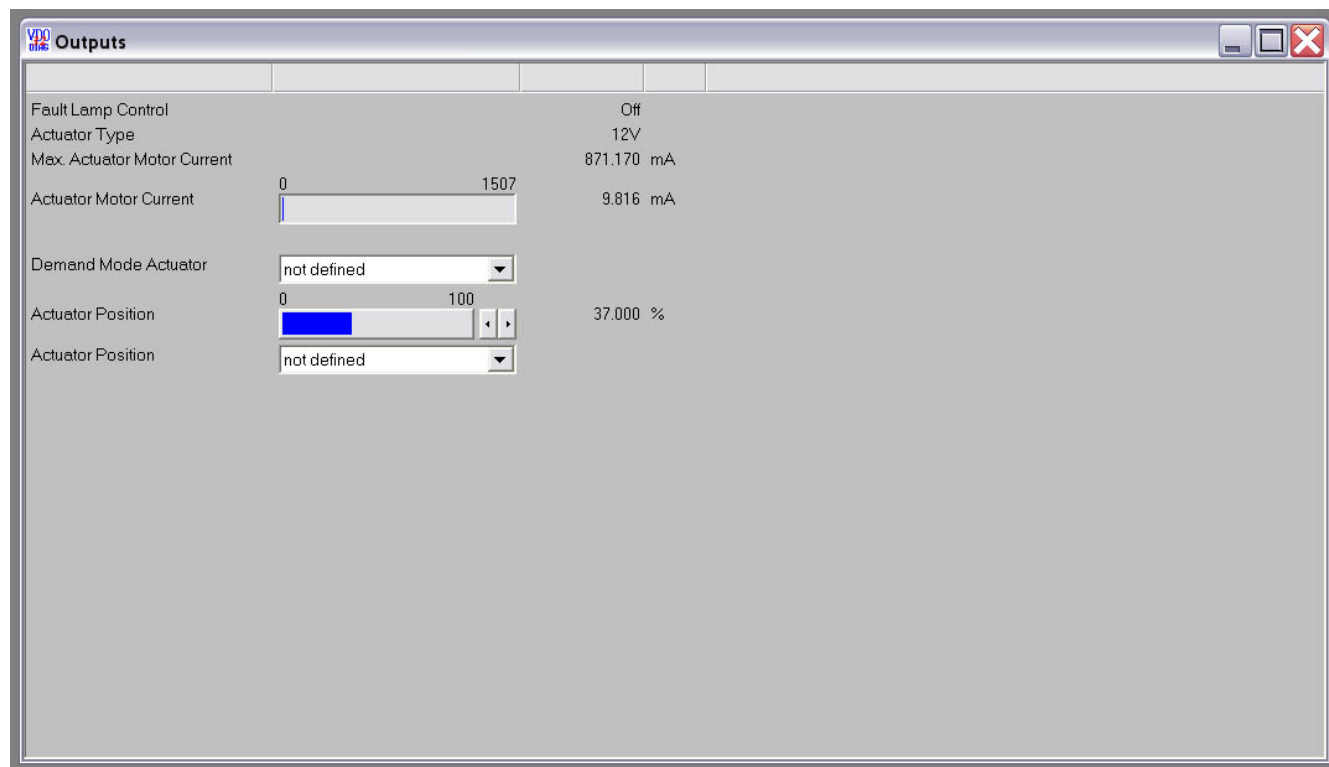 VDO DIAG Outputs
Fault Lamp Control Off
Actuator Type 12V
Max. Actuator Motor Current 871.170 mA
0 1507
Actuator Motor Current 9.816 mA
Demand Mode Actuator not defined
0 100
Actuator Position 37.000 %
Actuator Position not defined